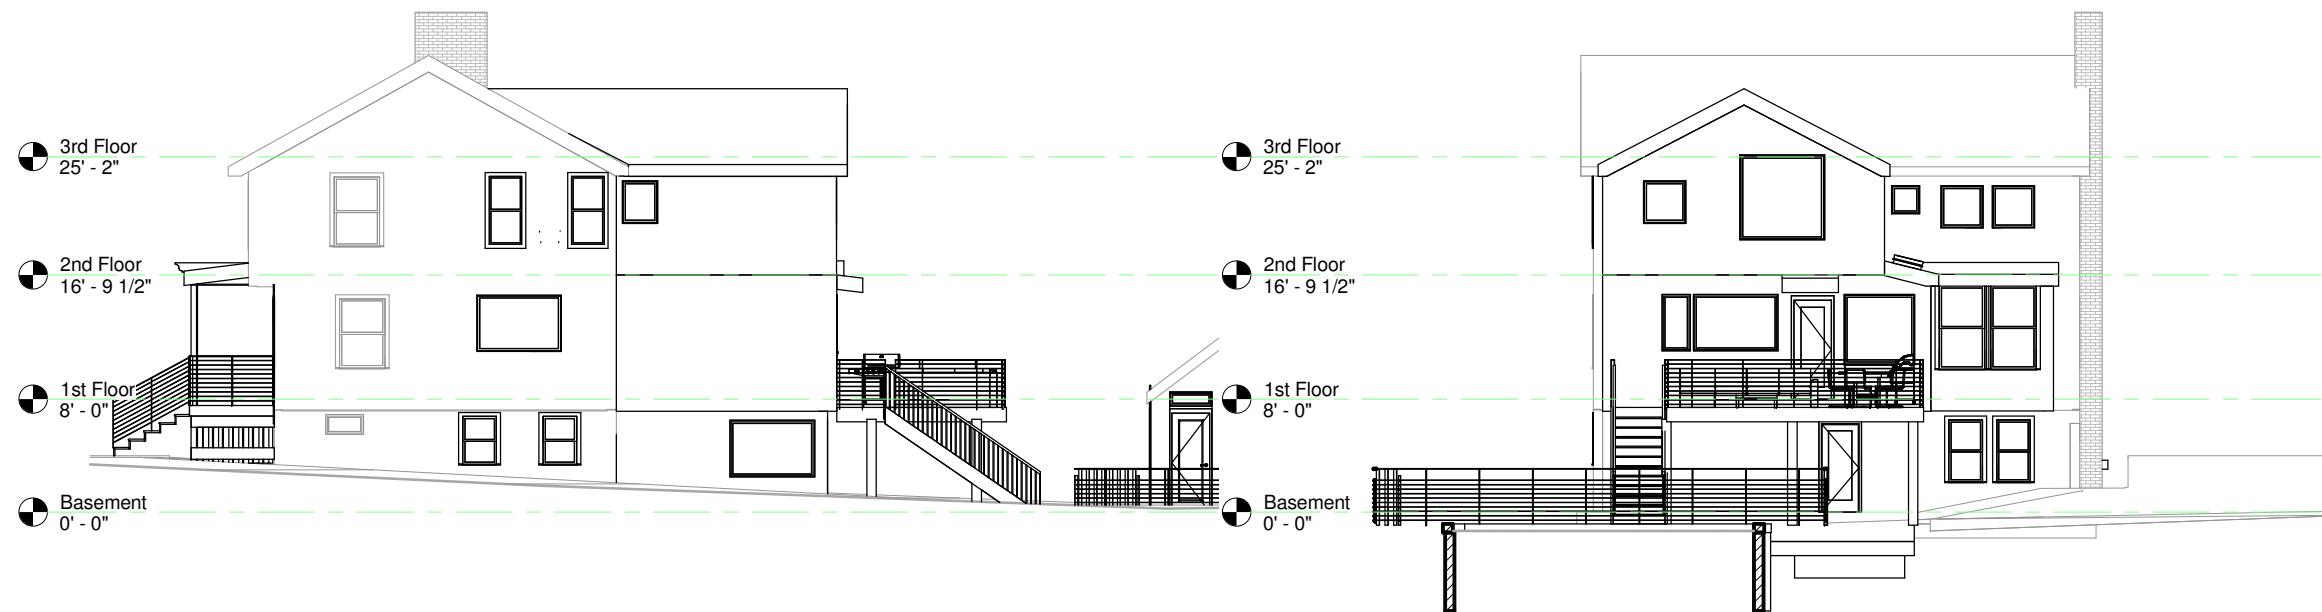 3rd Floor
25' - 2"
2nd Floor
16' - 9 1/2"
1st Floor
8' - 0"
Basement
0' - 0"
3rd Floor
25' - 2"
2nd Floor
16' - 9 1/2"
1st Floor
8' - 0"
Basement
0' - 0"